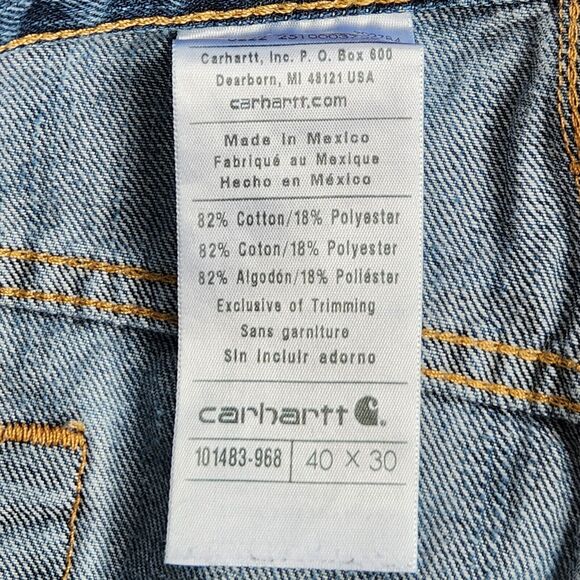 Carhartt, Inc. P. O. Box 600
Dearborn, MI 48121 USA
carhartt.com
Made in Mexico
Fabriqué au Mexique
Hecho en México
82% Cotton/18% Polyester
82% Coton/18% Polyester
82% Algodón/18% Poliéster
Exclusive of Trimming
Sans garniture
Sin incluir adorno
carhartt
101483-968 40 X 30